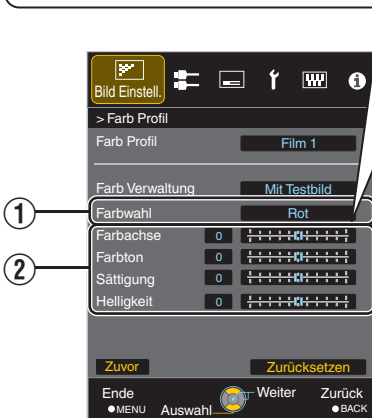 Bild Einstell.
> Farb Profil
Farb Profil Film 1
Farb Verwaltung Mit Testbild
① Farbwahl Rot
Farbachse 0
② Farbton 0
Sättigung 0
Helligkeit 0
Zuvor Zurücksetzen
Ende Weiter Zurück
●MENU Auswahl ●BACK